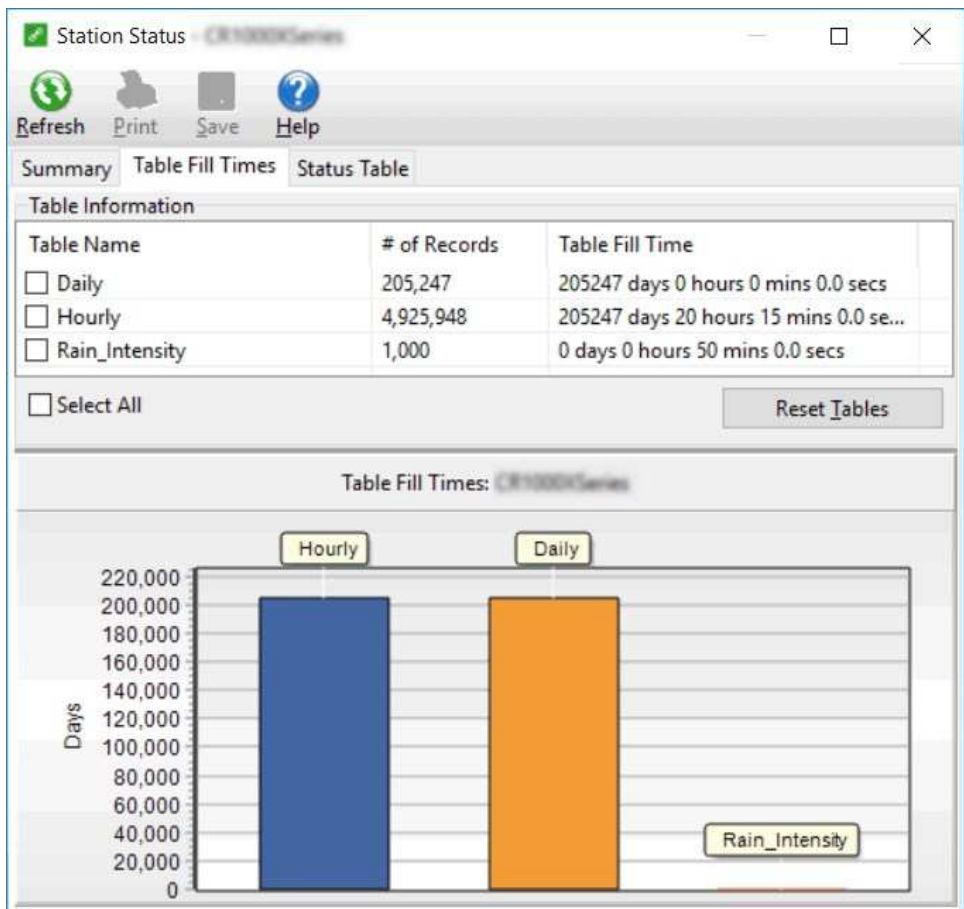 Station Status -
Refresh Print Save Help
Summary Table Fill Times Status Table
Table Information
Table Name # of Records Table Fill Time
Daily 205,247 205247 days 0 hours 0 mins 0.0 secs
Hourly 4,925,948 205247 days 20 hours 15 mins 0.0 se...
Rain_Intensity 1,000 0 days 0 hours 50 mins 0.0 secs
Select All Reset Tables
Table Fill Times:
Hourly Daily
220,000
200,000
180,000
160,000
140,000
120,000
100,000
80,000
60,000
40,000
20,000
0
Days
Rain_Intensity